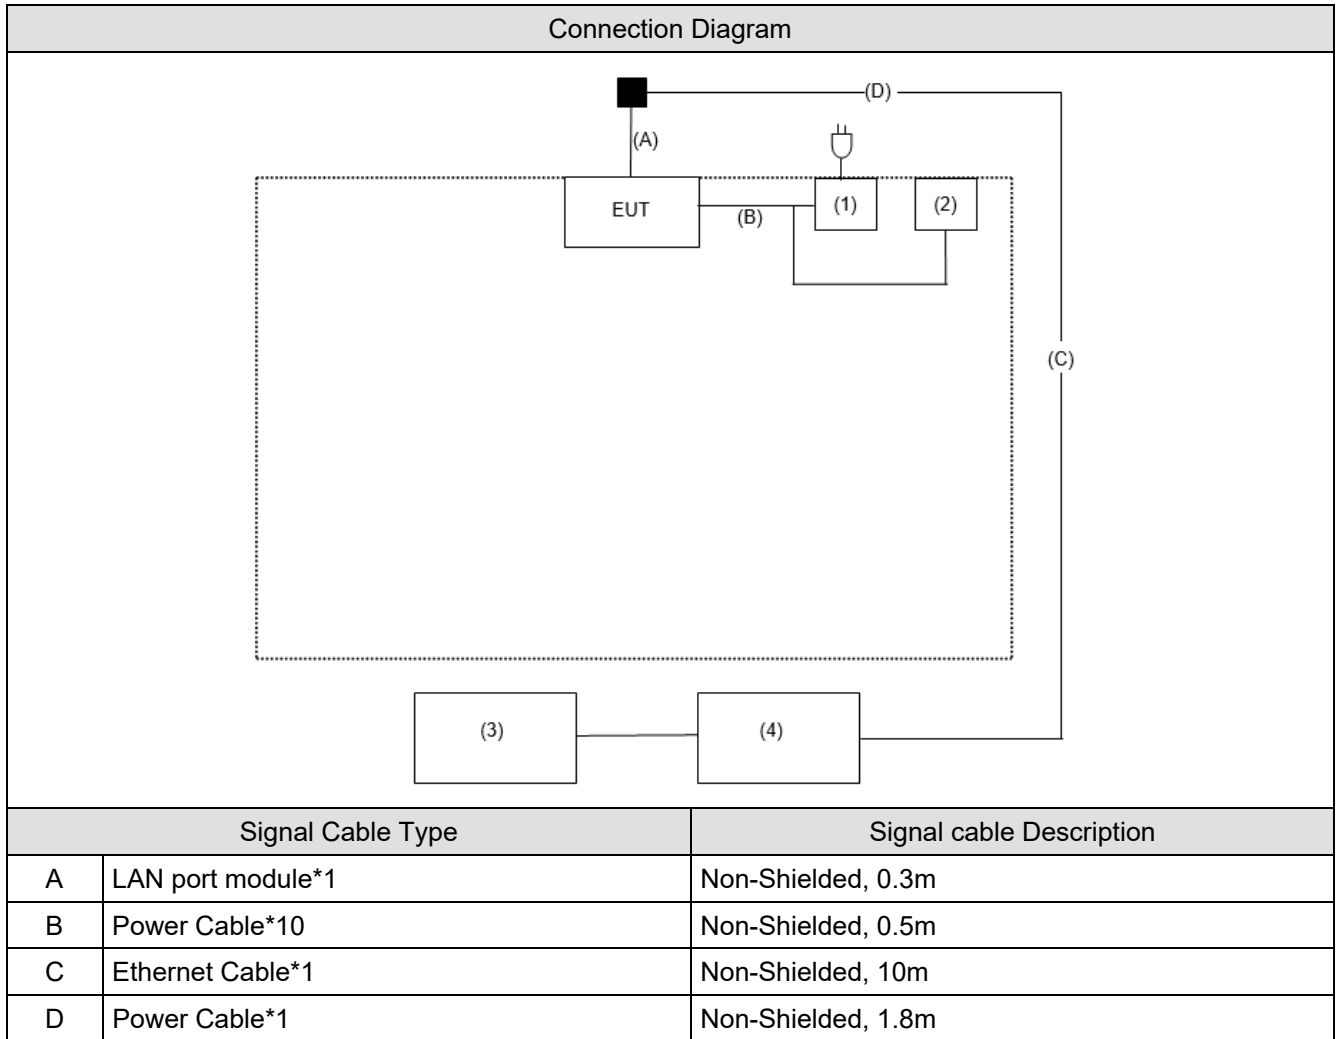 Connection Diagram
(D)
(A)
EUT
(B)
(1)
(2)
(C)
(3)
(4)
Signal Cable Type Signal cable Description
A LAN port module*1 Non-Shielded, 0.3m
B Power Cable*10 Non-Shielded, 0.5m
C Ethernet Cable*1 Non-Shielded, 10m
D Power Cable*1 Non-Shielded, 1.8m